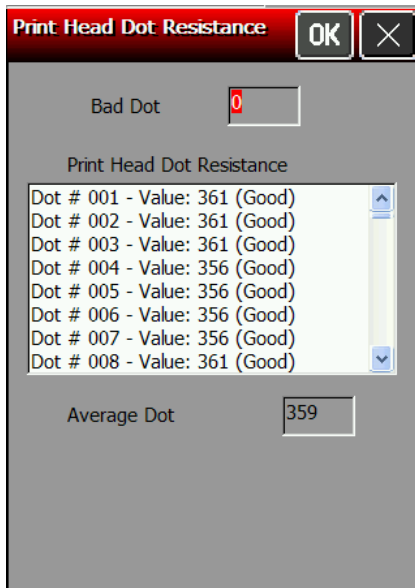 Print Head Dot Resistance OK
Bad Dot 0
Print Head Dot Resistance
Dot # 001 - Value: 361 (Good)
Dot # 002 - Value: 361 (Good)
Dot # 003 - Value: 361 (Good)
Dot # 004 - Value: 356 (Good)
Dot # 005 - Value: 356 (Good)
Dot # 006 - Value: 356 (Good)
Dot # 007 - Value: 356 (Good)
Dot # 008 - Value: 361 (Good)
Average Dot 359